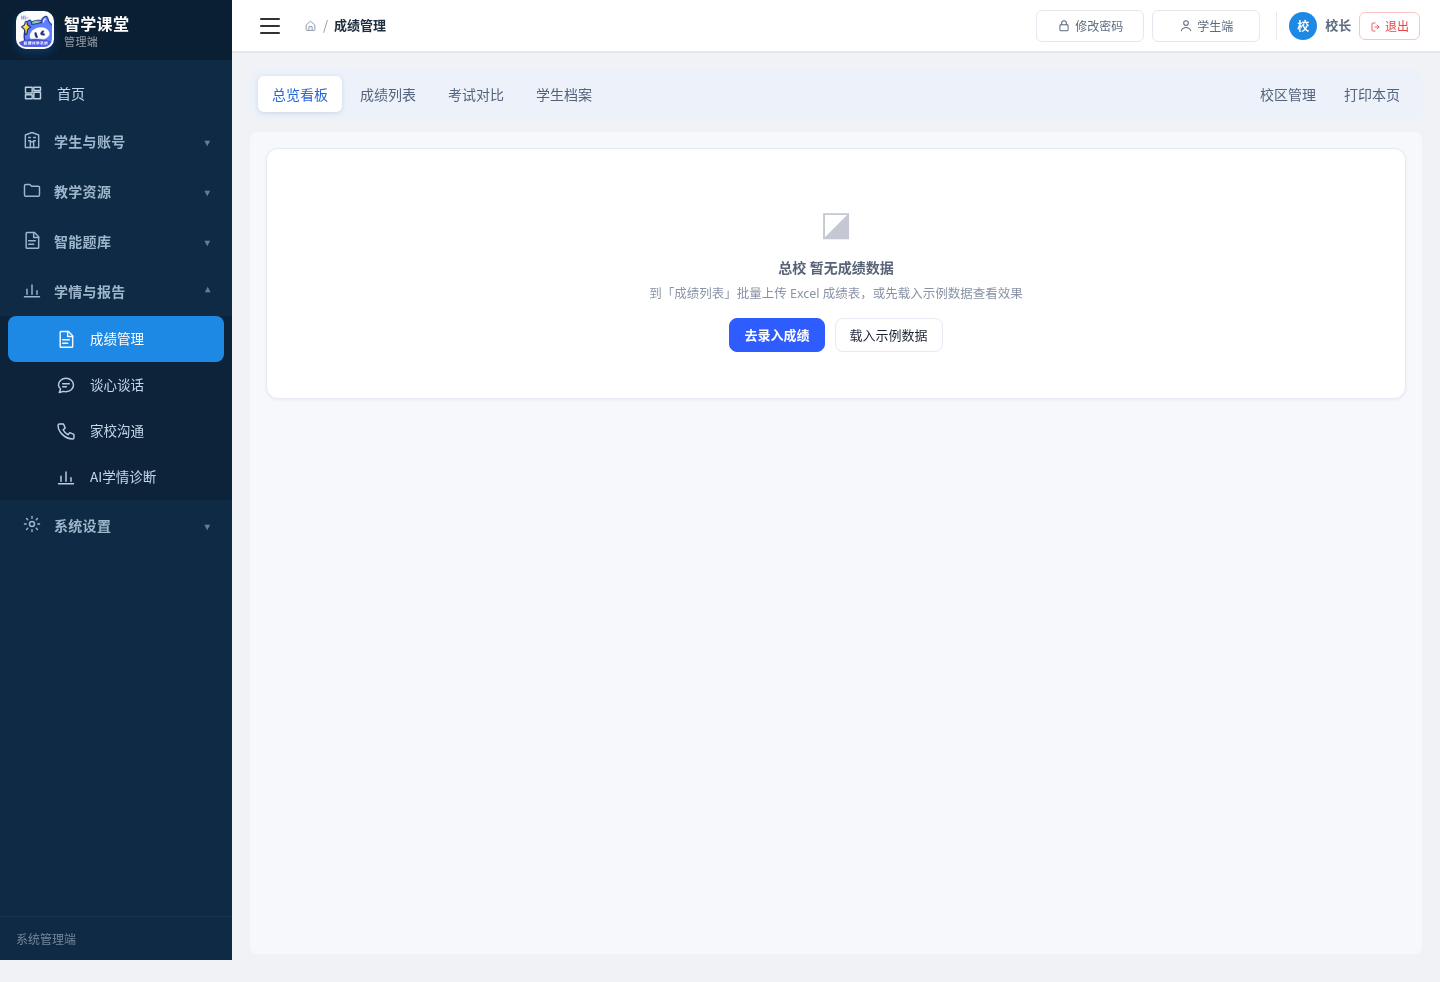 智学课堂
管理端
首页
学生与账号
教学资源
智能题库
学情与报告
成绩管理
谈心谈话
家校沟通
AI学情诊断
系统设置
系统管理端
/ 成绩管理
修改密码
学生端
校 校长
退出
总览看板 成绩列表 考试对比 学生档案
校区管理 打印本页
总校 暂无成绩数据
到「成绩列表」批量上传 Excel 成绩表，或先载入示例数据查看效果
去录入成绩 载入示例数据